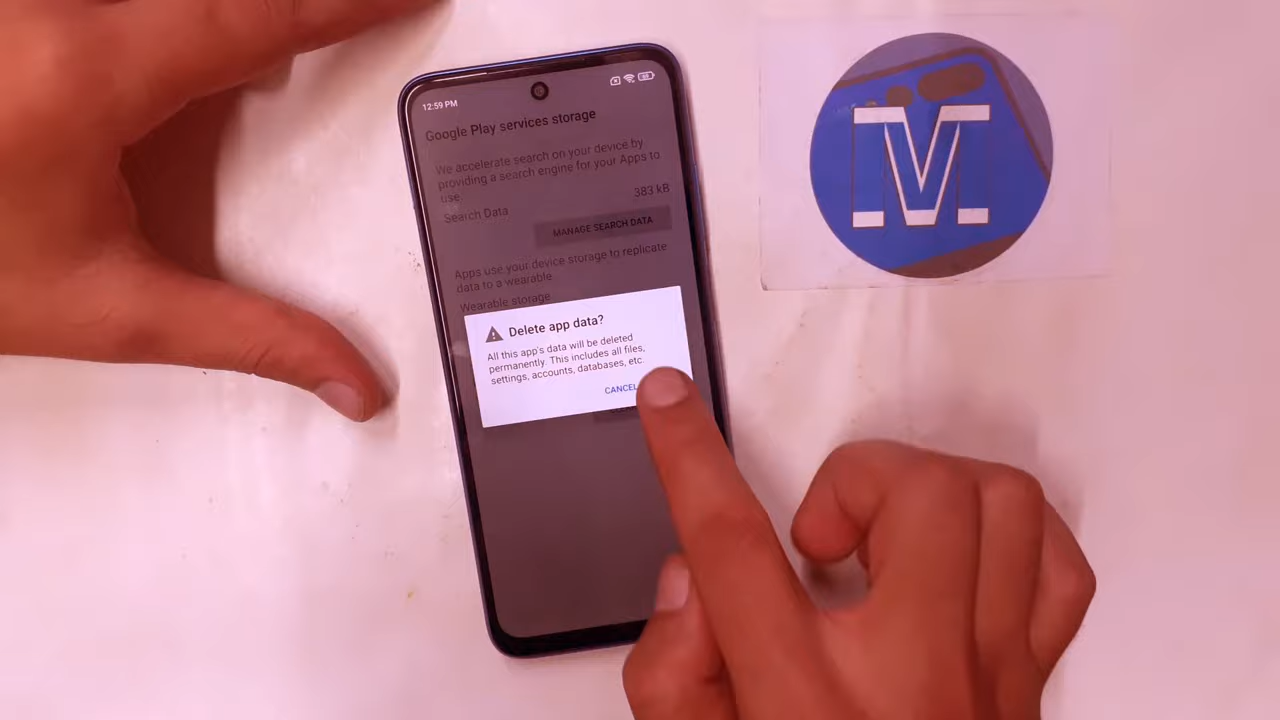 12:59 PM
Google Play services storage
We accelerate search on your device by
providing a search engine for your Apps to
use.
383 kB
Search Data
MANAGE SEARCH DATA
Apps use your device storage to replicate
data to a wearable
Wearable storage
Delete app data?
All this app's data will be deleted
permanently. This includes all files,
settings, accounts, databases, etc.
CANCEL
M